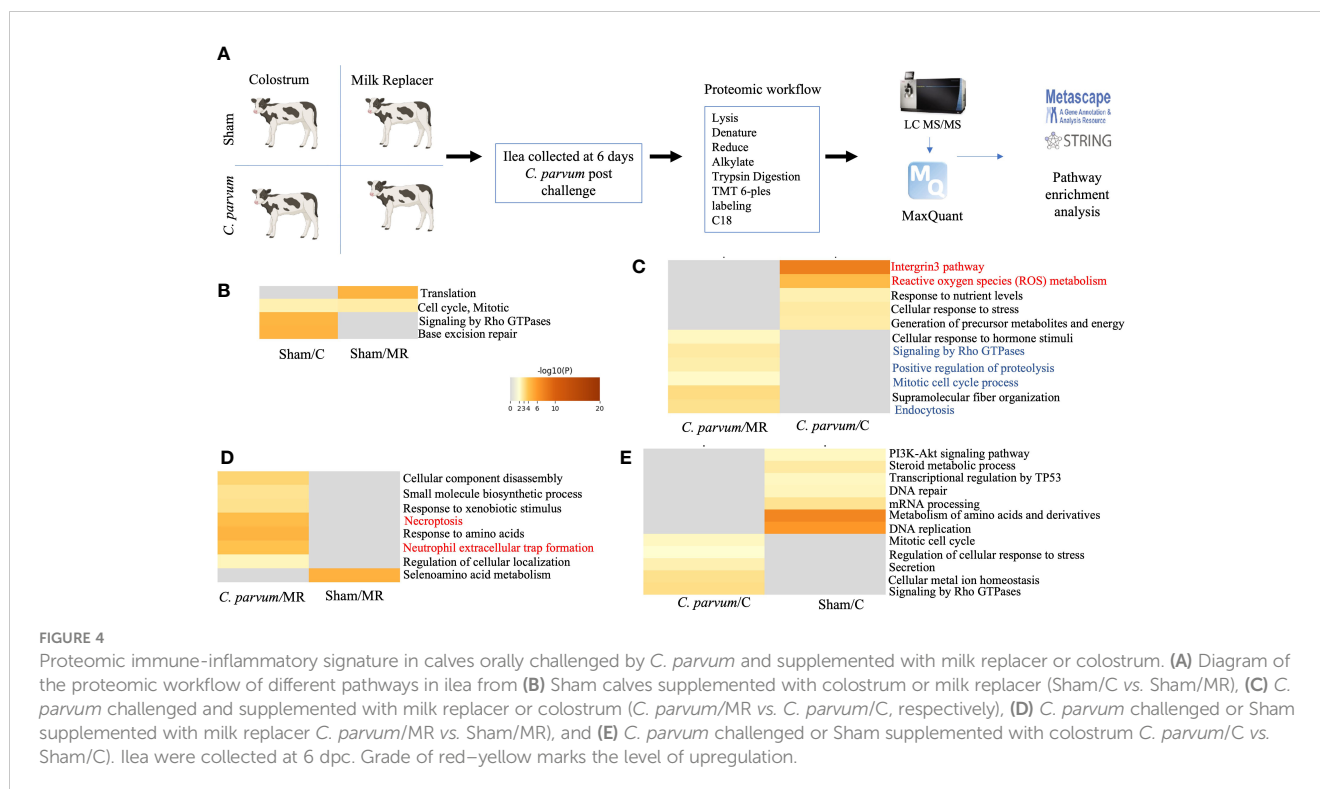 A
Colostrum
Milk Replacer
Sham
C. parvum
Ilea collected at 6 days
C. parvum post
challenge
Proteomic workflow
Lysis
Denature
Reduce
Alkylate
Trypsin Digestion
TMT 6-ples
labeling
C18
LC MS/MS
MQ
MaxQuant
Metascape
A Gene Annotation &
Analysis Resource
STRING
Pathway
enrichment
analysis
B
Translation
Cell cycle, Mitotic
Signaling by Rho GTPases
Base excision repair
Sham/C
Sham/MR
-log10(P)
0 2 3 4 6 10 20
C
Intergrin3 pathway
Reactive oxygen species (ROS) metabolism
Response to nutrient levels
Cellular response to stress
Generation of precursor metabolites and energy
Cellular response to hormone stimuli
Signaling by Rho GTPases
Positive regulation of proteolysis
Mitotic cell cycle process
Supramolecular fiber organization
Endocytosis
C. parvum/MR
C. parvum/C
D
Cellular component disassembly
Small molecule biosynthetic process
Response to xenobiotic stimulus
Necroptosis
Response to amino acids
Neutrophil extracellular trap formation
Regulation of cellular localization
Selenoamino acid metabolism
C. parvum/MR
Sham/MR
E
PI3K-Akt signaling pathway
Steroid metabolic process
Transcriptional regulation by TP53
DNA repair
mRNA processing
Metabolism of amino acids and derivatives
DNA replication
Mitotic cell cycle
Regulation of cellular response to stress
Secretion
Cellular metal ion homeostasis
Signaling by Rho GTPases
C. parvum/C
Sham/C
FIGURE 4
Proteomic immune-inflammatory signature in calves orally challenged by C. parvum and supplemented with milk replacer or colostrum. (A) Diagram of
the proteomic workflow of different pathways in ilea from (B) Sham calves supplemented with colostrum or milk replacer (Sham/C vs. Sham/MR), (C) C.
parvum challenged and supplemented with milk replacer or colostrum (C. parvum/MR vs. C. parvum/C, respectively), (D) C. parvum challenged or Sham
supplemented with milk replacer C. parvum/MR vs. Sham/MR), and (E) C. parvum challenged or Sham supplemented with colostrum C. parvum/C vs.
Sham/C). Ilea were collected at 6 dpc. Grade of red–yellow marks the level of upregulation.